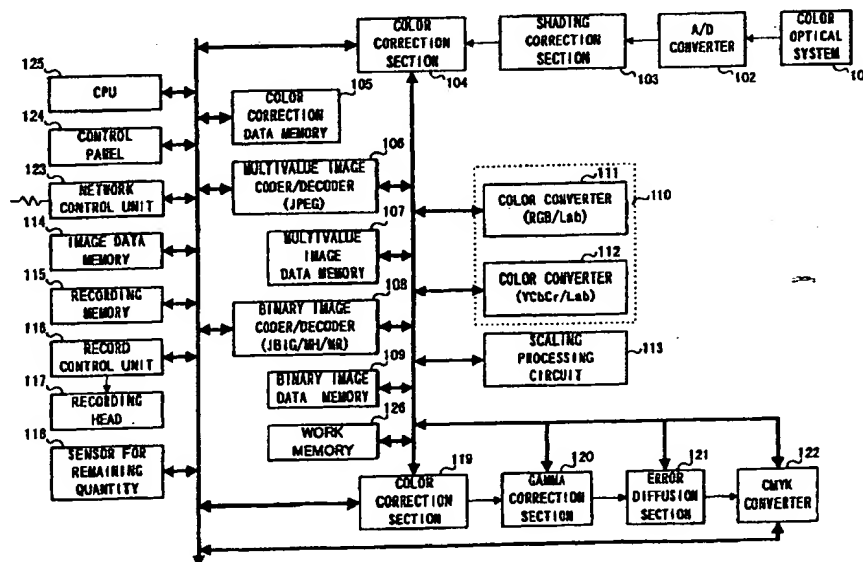 COLOR
CORRECTION
SECTION
104
SHADING
CORRECTION
SECTION
103
A/D
CONVERTER
102
COLOR
OPTICAL
SYSTEM
125
CPU
124
CONTROL
PANEL
123
NETWORK
CONTROL UNIT
114
IMAGE DATA
MEMORY
115
RECORDING
MEMORY
116
RECORD
CONTROL UNIT
117
RECORDING
HEAD
118
SENSOR FOR
REMAINING
QUANTITY
105
COLOR
CORRECTION
DATA MEMORY
106
MULTIVALUE IMAGE
CODER/DECODER
(JPEG)
107
MULTIVALUE
IMAGE
DATA MEMORY
108
BINARY IMAGE
CODER/DECODER
(JBIG/MH/MR)
109
BINARY IMAGE
DATA MEMORY
126
WORK
MEMORY
110
111
COLOR CONVERTER
(RGB/Lab)
112
COLOR CONVERTER
(YCbCr/Lab)
113
SCALING
PROCESSING
CIRCUIT
119
COLOR
CORRECTION
SECTION
120
GAMMA
CORRECTION
SECTION
121
ERROR
DIFFUSION
SECTION
122
CMYK
CONVERTER